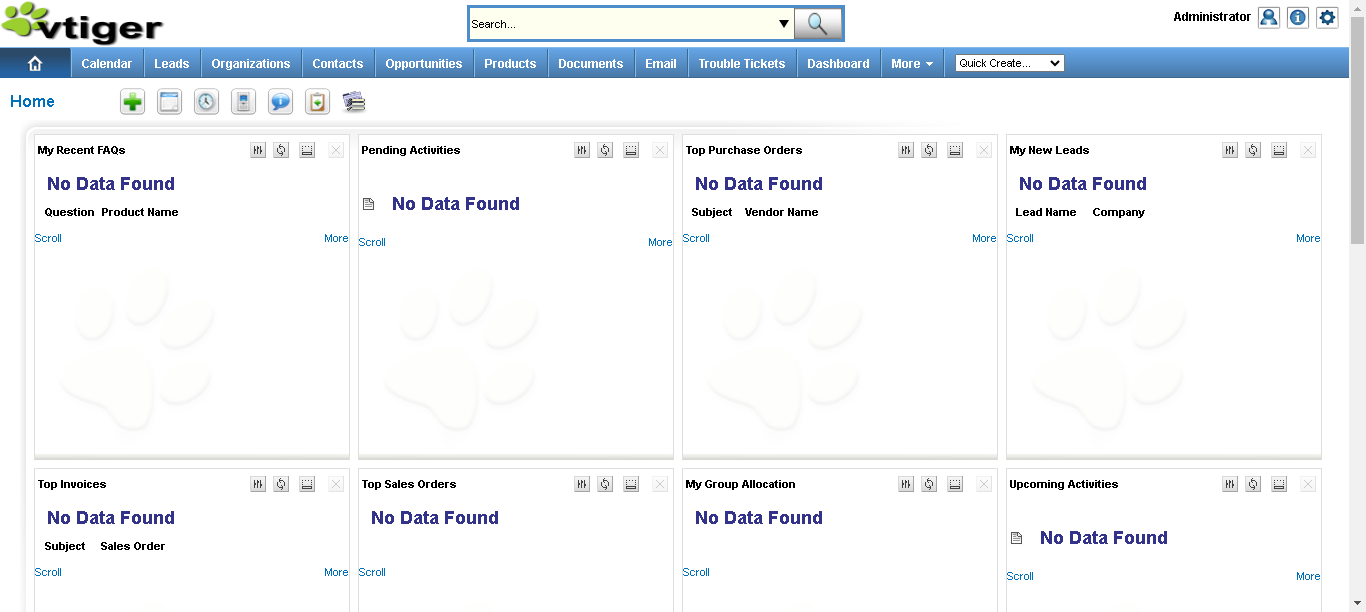 vtiger
Search...
Administrator
Calendar Leads Organizations Contacts Opportunities Products Documents Email Trouble Tickets Dashboard More Quick Create...
Home
My Recent FAQs
No Data Found
Question Product Name
Scroll More
Pending Activities
No Data Found
Scroll More
Top Purchase Orders
No Data Found
Subject Vendor Name
Scroll More
My New Leads
No Data Found
Lead Name Company
Scroll More
Top Invoices
No Data Found
Subject Sales Order
Scroll More
Top Sales Orders
No Data Found
Scroll
My Group Allocation
No Data Found
Scroll
Upcoming Activities
No Data Found
Scroll More